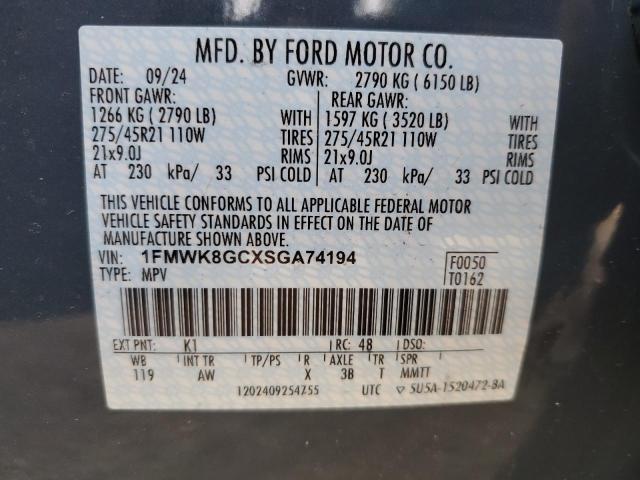 MFD. BY FORD MOTOR CO.
DATE: 09/24 GVWR: 2790 KG ( 6150 LB)
FRONT GAWR: REAR GAWR:
1266 KG ( 2790 LB) WITH 1597 KG ( 3520 LB) WITH
275/45R21 110W TIRES 275/45R21 110W TIRES
21x9.0J RIMS 21x9.0J RIMS
AT 230 kPa/ 33 PSI COLD AT 230 kPa/ 33 PSI COLD
THIS VEHICLE CONFORMS TO ALL APPLICABLE FEDERAL MOTOR
VEHICLE SAFETY STANDARDS IN EFFECT ON THE DATE OF
MANUFACTURE SHOWN ABOVE.
VIN: 1FMWK8GCXSGA74194 F0050
TYPE: MPV T0162
EXT PNT: K1 RC: 48 DSO:
WB INT TR TP/PS R AXLE TR SPR
119 AW X 3B T MMTT
1202409254755 UTC ▽ SU5A-1520472-BA